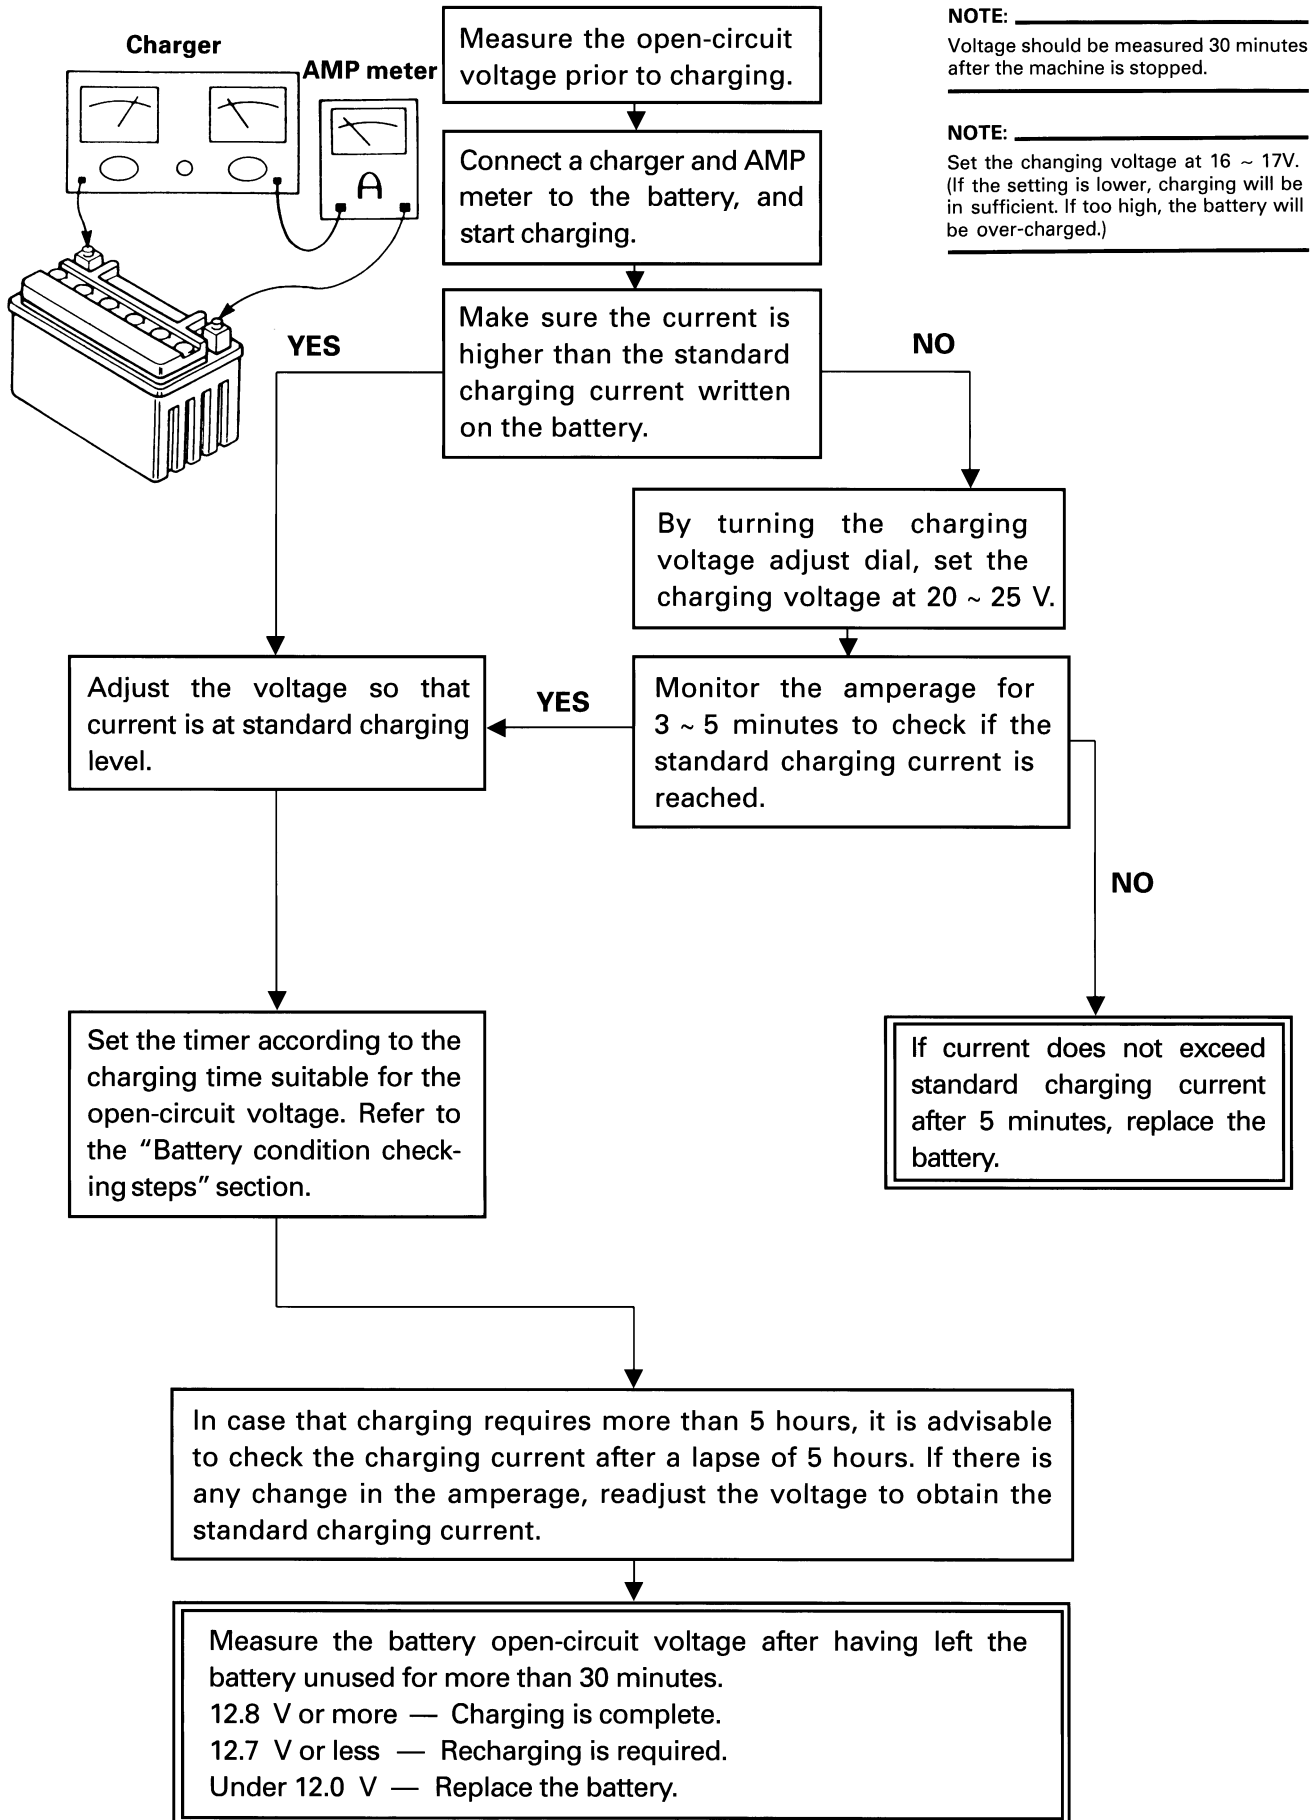 Charger
AMP meter
A
Measure the open-circuit
voltage prior to charging.
NOTE:
Voltage should be measured 30 minutes
after the machine is stopped.
Connect a charger and AMP
meter to the battery, and
start charging.
NOTE:
Set the changing voltage at 16 ~ 17V.
(If the setting is lower, charging will be
in sufficient. If too high, the battery will
be over-charged.)
YES
Make sure the current is
higher than the standard
charging current written
on the battery.
NO
By turning the charging
voltage adjust dial, set the
charging voltage at 20 ~ 25 V.
Adjust the voltage so that
current is at standard charging
level.
YES
Monitor the amperage for
3 ~ 5 minutes to check if the
standard charging current is
reached.
NO
Set the timer according to the
charging time suitable for the
open-circuit voltage. Refer to
the “Battery condition check-
ing steps” section.
If current does not exceed
standard charging current
after 5 minutes, replace the
battery.
In case that charging requires more than 5 hours, it is advisable
to check the charging current after a lapse of 5 hours. If there is
any change in the amperage, readjust the voltage to obtain the
standard charging current.
Measure the battery open-circuit voltage after having left the
battery unused for more than 30 minutes.
12.8 V or more — Charging is complete.
12.7 V or less — Recharging is required.
Under 12.0 V — Replace the battery.